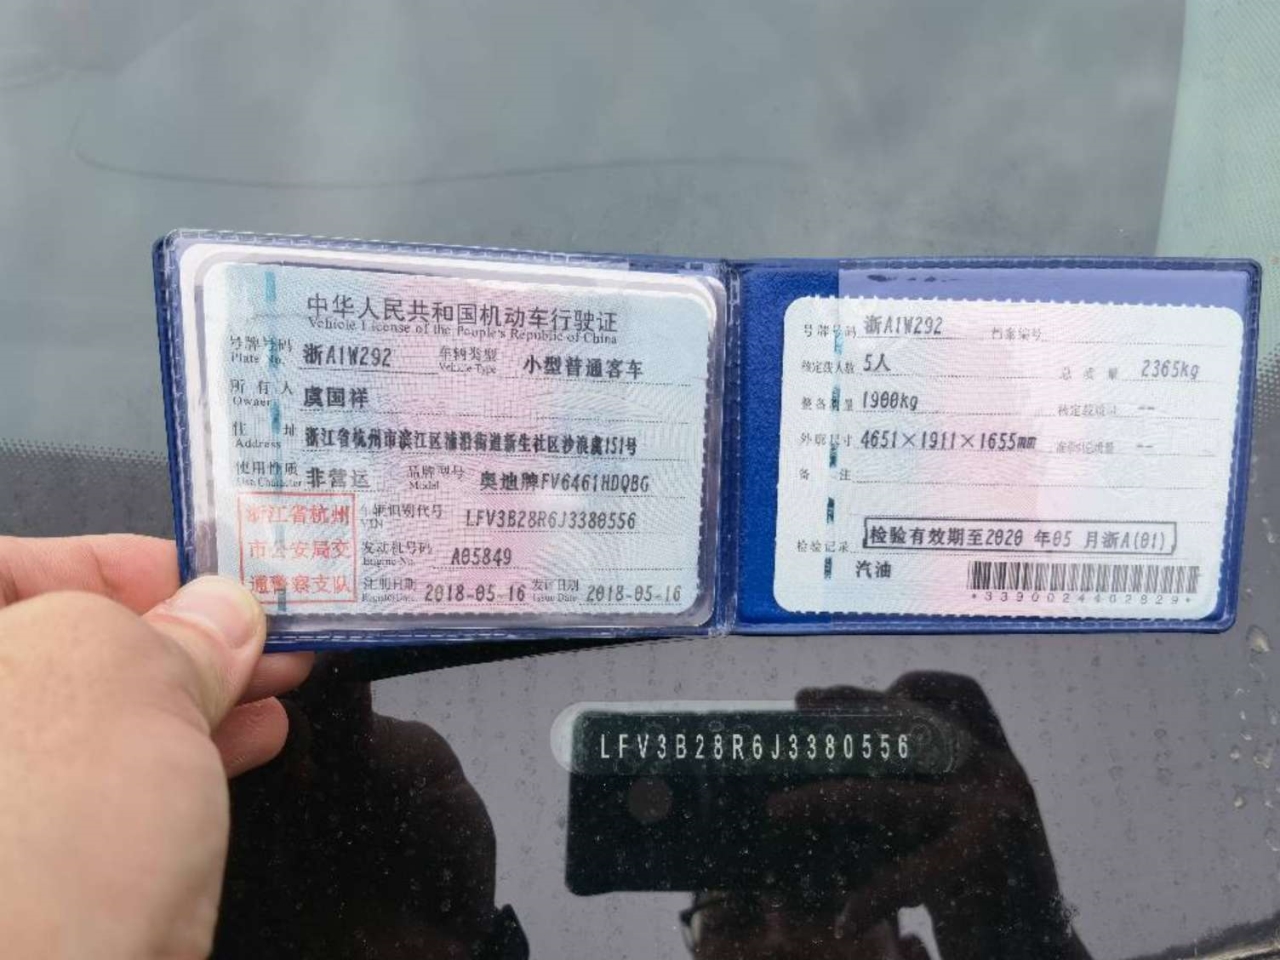 中华人民共和国机动车行驶证
Vehicle License of the People's Republic of China
号牌号码 浙A1W292 车辆类型 小型普通客车
Plate No. Vehicle Type
所有人 虞国祥
Owner
住址 浙江省杭州市滨江区浦沿街道新生社区沙浪虞151号
Address
使用性质 非营运 品牌型号 奥迪牌FV6461HDQBG
Use Character Model
浙江省杭州
市公安局交
通警察支队
车辆识别代号 LFV3B28R6J3380556
VIN
发动机号码 A05849
Engine No.
注册日期 2018-05-16 发证日期 2018-05-16
Register Date Issue Date
号牌号码 浙A1W292 档案编号
核定载人数 5人 总质量 2365kg
整备质量 1900kg 核定载质量 --
外廓尺寸 4651×1911×1655mm 准牵引总质量 --
备注
检验记录 检验有效期至2020年05月浙A(01)
汽油
*3390024402829*
LFV3B28R6J3380556